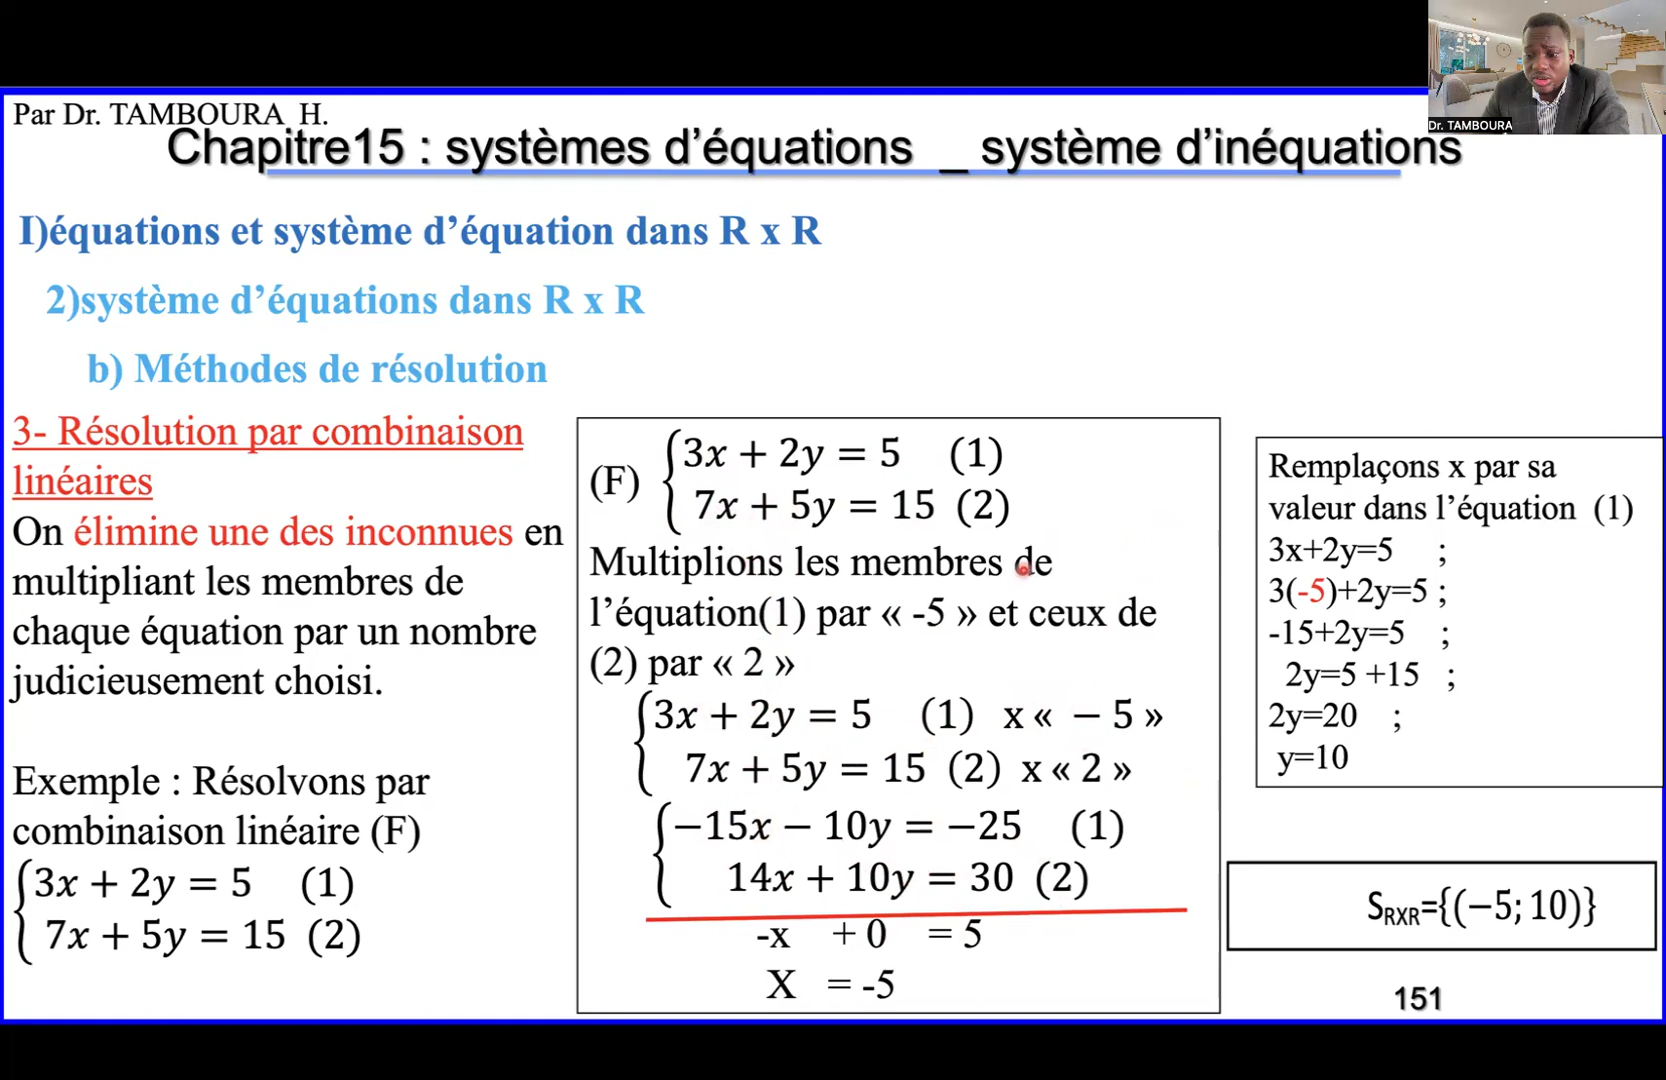 Par Dr. TAMBOURA H.
Dr. TAMBOURA
Chapitre15 : systèmes d’équations _ système d’inéquations
I)équations et système d’équation dans R x R
2)système d’équations dans R x R
b) Méthodes de résolution
3- Résolution par combinaison
linéaires
On élimine une des inconnues en
multipliant les membres de
chaque équation par un nombre
judicieusement choisi.
Exemple : Résolvons par
combinaison linéaire (F)
3x + 2y = 5 (1)
7x + 5y = 15 (2)
(F)
3x + 2y = 5 (1)
7x + 5y = 15 (2)
Multiplions les membres de
l’équation(1) par « -5 » et ceux de
(2) par « 2 »
3x + 2y = 5 (1) x « − 5 »
7x + 5y = 15 (2) x « 2 »
−15x − 10y = −25 (1)
14x + 10y = 30 (2)
-x + 0 = 5
X = -5
Remplaçons x par sa
valeur dans l’équation (1)
3x+2y=5 ;
3(-5)+2y=5 ;
-15+2y=5 ;
2y=5 +15 ;
2y=20 ;
y=10
SRXR={(−5; 10)}
151